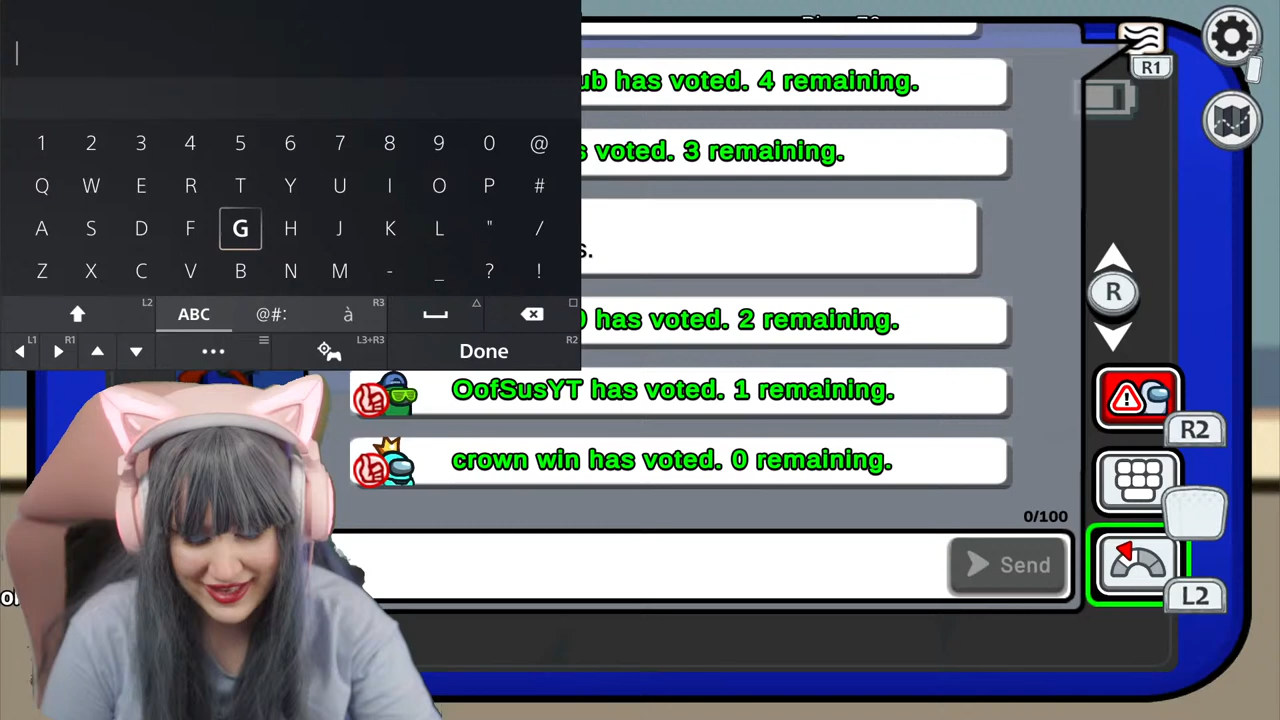 ub has voted. 4 remaining.
R1
s voted. 3 remaining.
1 2 3 4 5 6 7 8 9 0 @
Q W E R T Y U I O P #
A S D F G H J K L " /
s.
Z X C V B N M - _ ? !
R
L2 ABC @#: à R3
has voted. 2 remaining.
L1 R1 ... L3+R3 Done R2
OofSusYT has voted. 1 remaining.
R2
crown win has voted. 0 remaining.
0/100
Send
L2